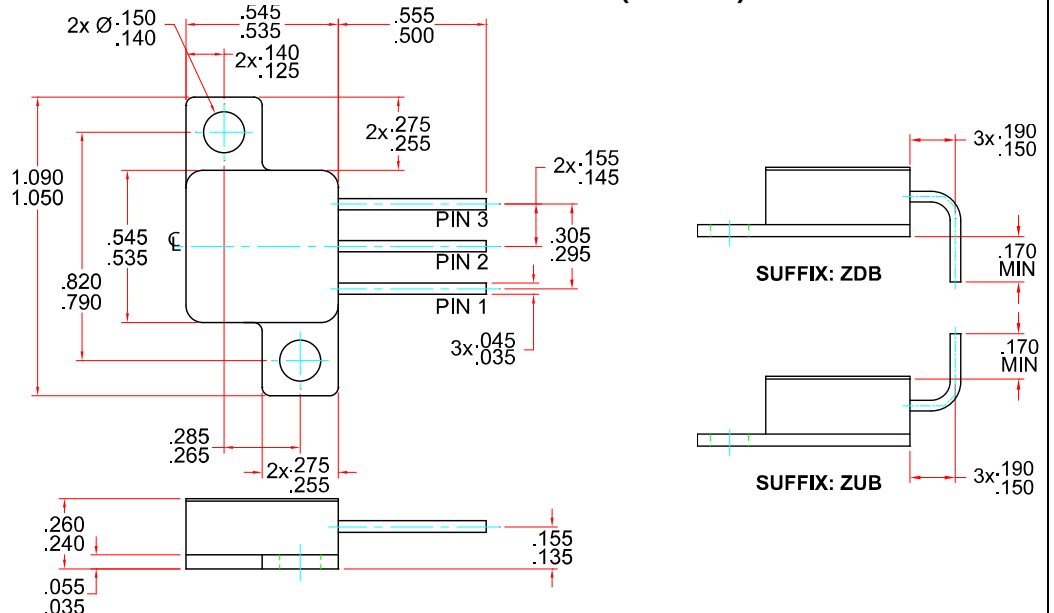 2x Ø .150
.140
.545
.535
.555
.500
2x .140
.125
2x .275
.255
1.090
1.050
.820
.790
.545
.535
℄
2x .155
.145
PIN 3
.305
.295
PIN 2
PIN 1
3x .045
.035
.285
.265
2x .275
.255
.260
.240
.055
.035
.155
.135
3x .190
.150
.170
MIN
SUFFIX: ZDB
.170
MIN
3x .190
.150
SUFFIX: ZUB